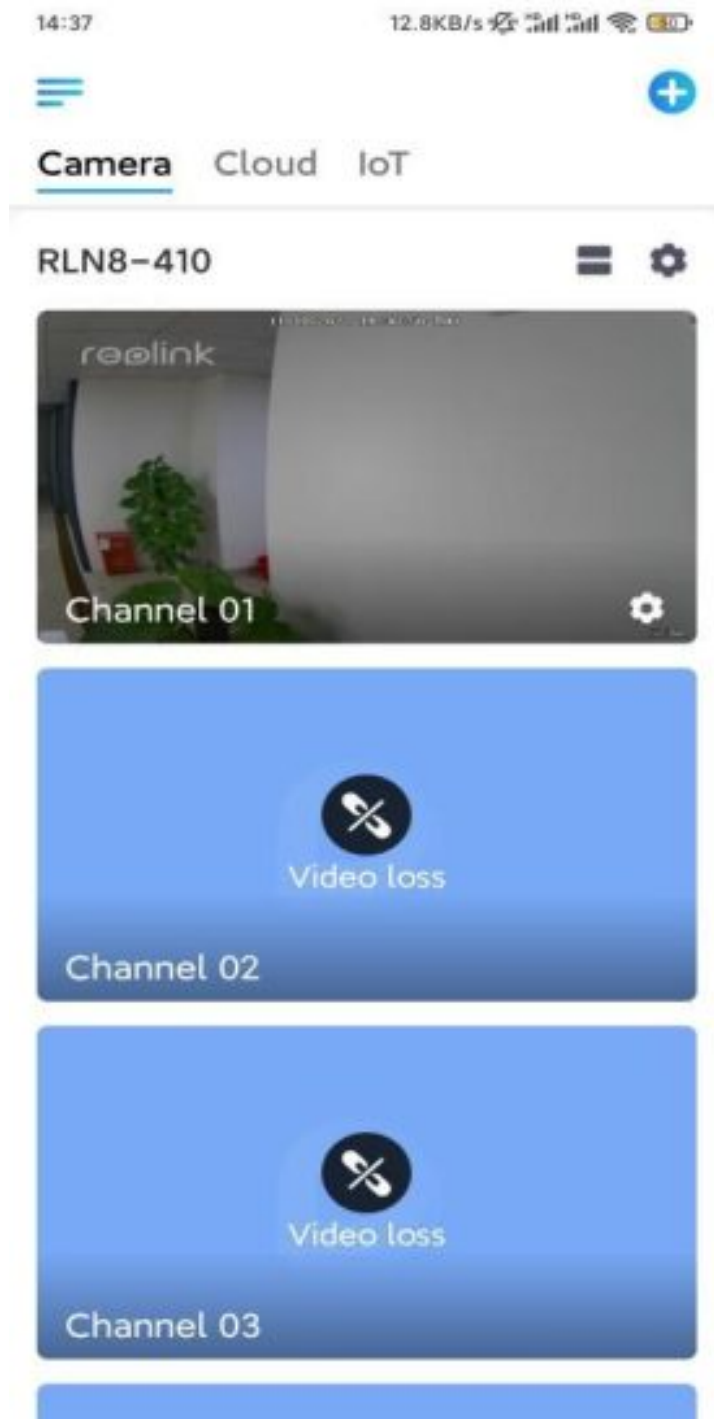 14:37 12.8KB/s
Camera Cloud IoT
RLN8-410
reolink
Channel 01
Video loss
Channel 02
Video loss
Channel 03